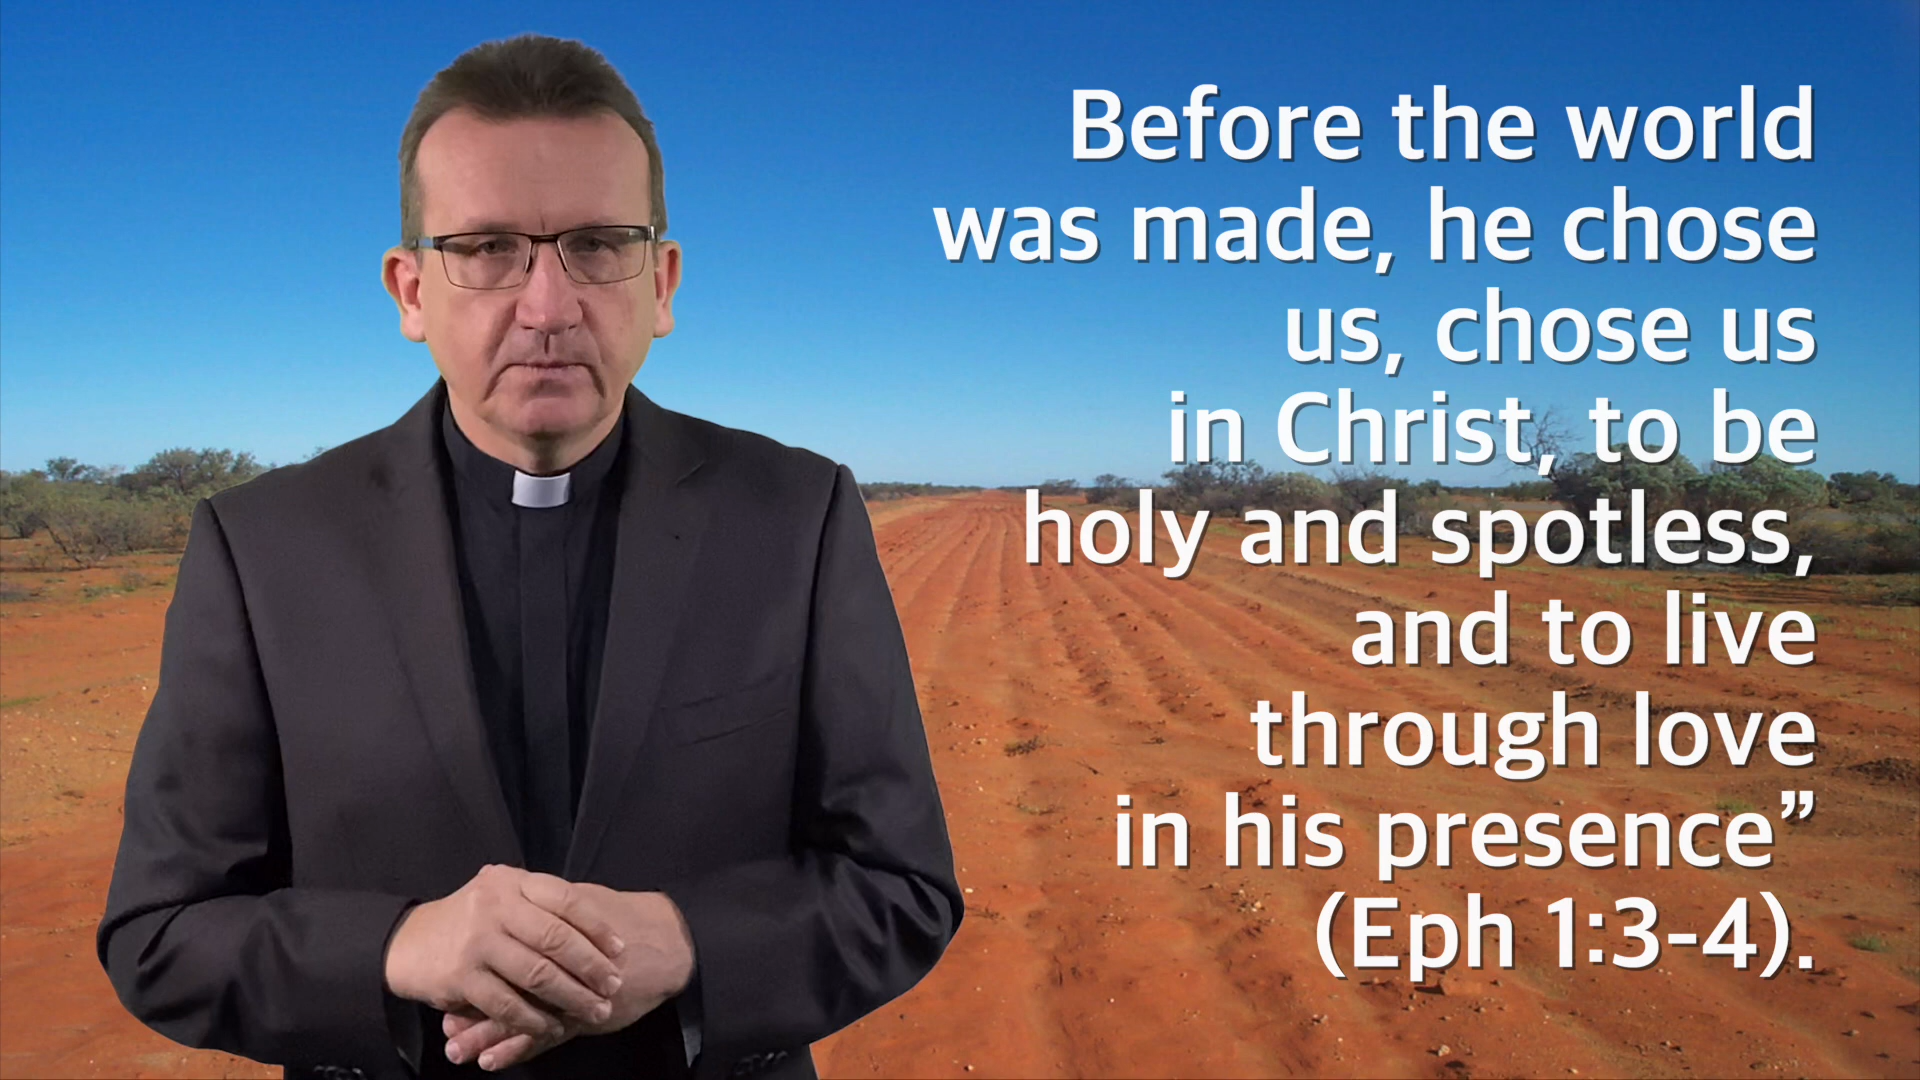 Before the world
was made, he chose
us, chose us
in Christ, to be
holy and spotless,
and to live
through love
in his presence”
(Eph 1:3-4).